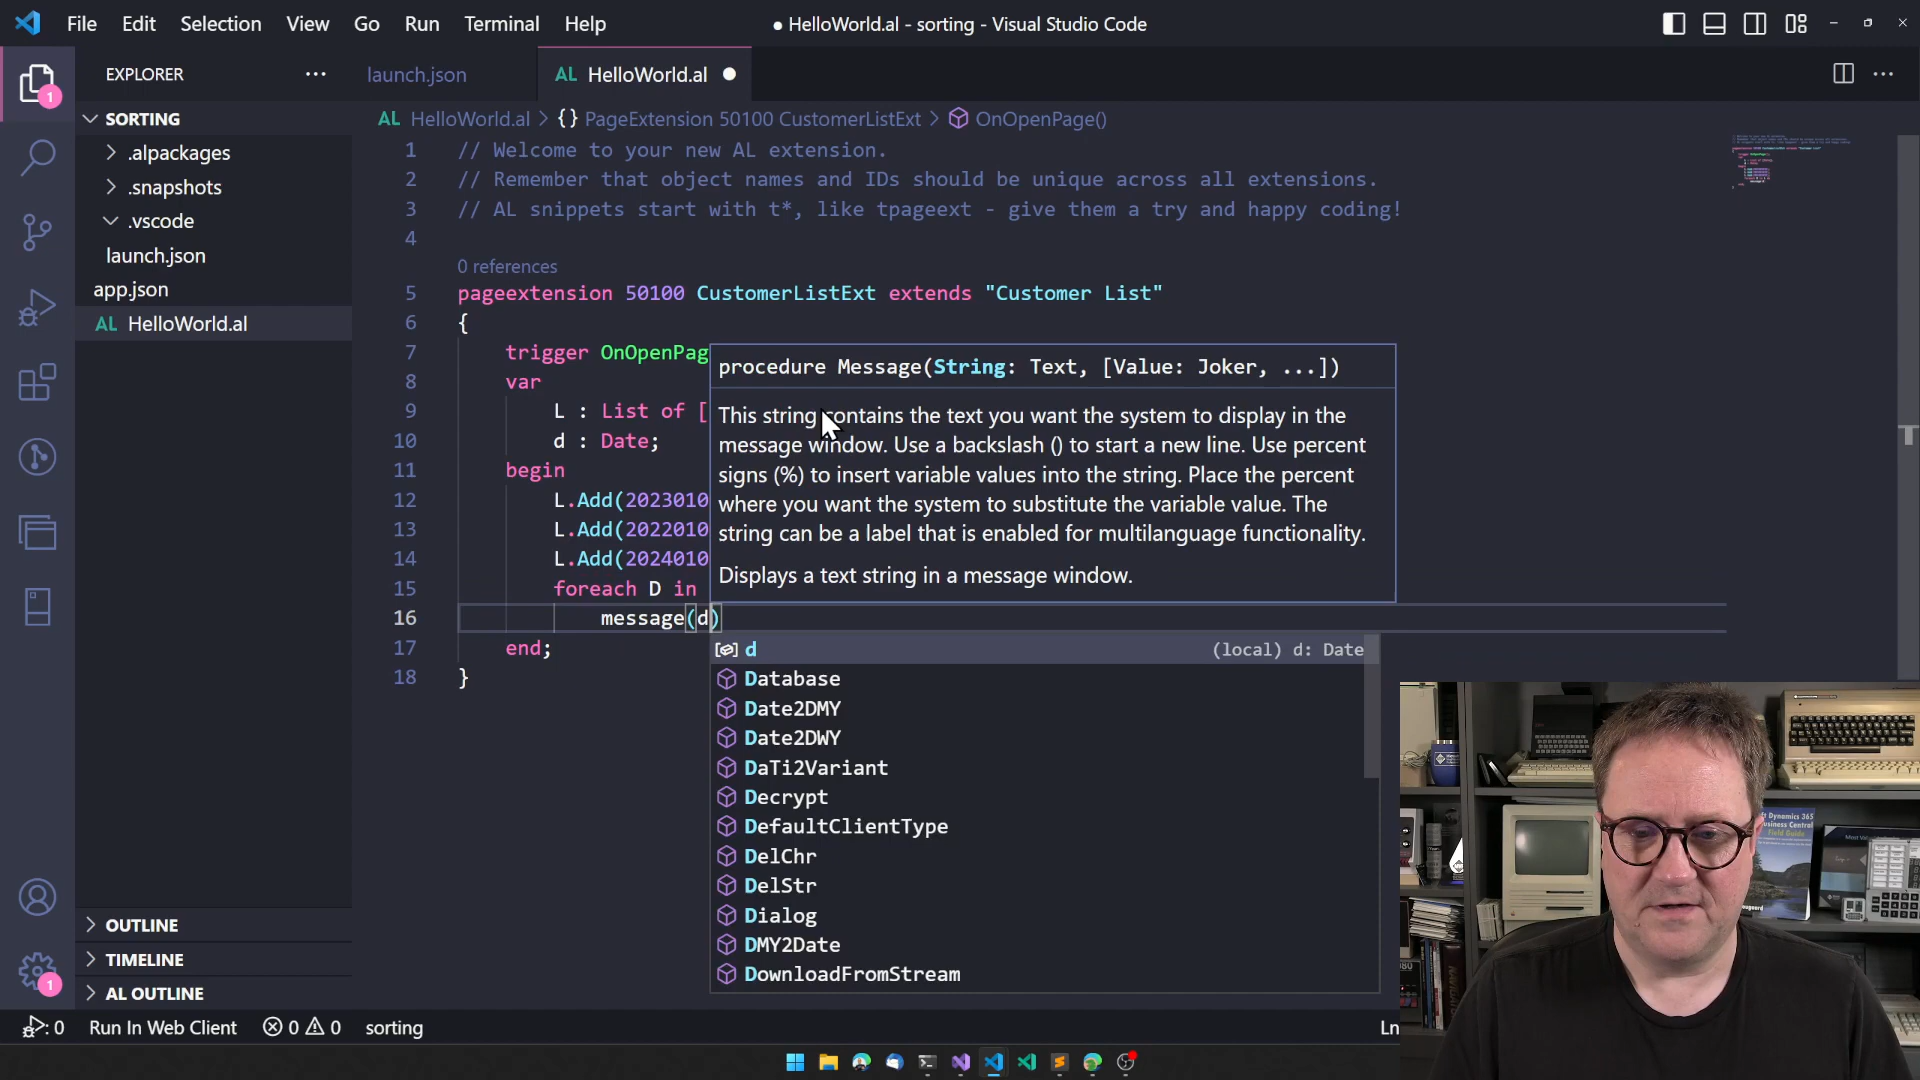 File Edit Selection View Go Run Terminal Help
● HelloWorld.al - sorting - Visual Studio Code
EXPLORER ···
launch.json
AL HelloWorld.al ●
1
SORTING
.alpackages
.snapshots
.vscode
launch.json
app.json
AL HelloWorld.al
OUTLINE
TIMELINE
AL OUTLINE
1
AL HelloWorld.al > {} PageExtension 50100 CustomerListExt > OnOpenPage()
1 // Welcome to your new AL extension.
2 // Remember that object names and IDs should be unique across all extensions.
3 // AL snippets start with t*, like tpageext - give them a try and happy coding!
4
0 references
5 pageextension 50100 CustomerListExt extends "Customer List"
6 {
7 trigger OnOpenPag
8 var
9 L : List of [
10 d : Date;
11 begin
12 L.Add(2023010
13 L.Add(2022010
14 L.Add(2024010
15 foreach D in
16 message(d)
17 end;
18 }
procedure Message(String: Text, [Value: Joker, ...])
This string contains the text you want the system to display in the
message window. Use a backslash () to start a new line. Use percent
signs (%) to insert variable values into the string. Place the percent
where you want the system to substitute the variable value. The
string can be a label that is enabled for multilanguage functionality.
Displays a text string in a message window.
d (local) d: Date
Database
Date2DMY
Date2DWY
DaTi2Variant
Decrypt
DefaultClientType
DelChr
DelStr
Dialog
DMY2Date
DownloadFromStream
Dynamics 365
Business Central
Field Guide
: 0 Run In Web Client 0 0 sorting
Ln